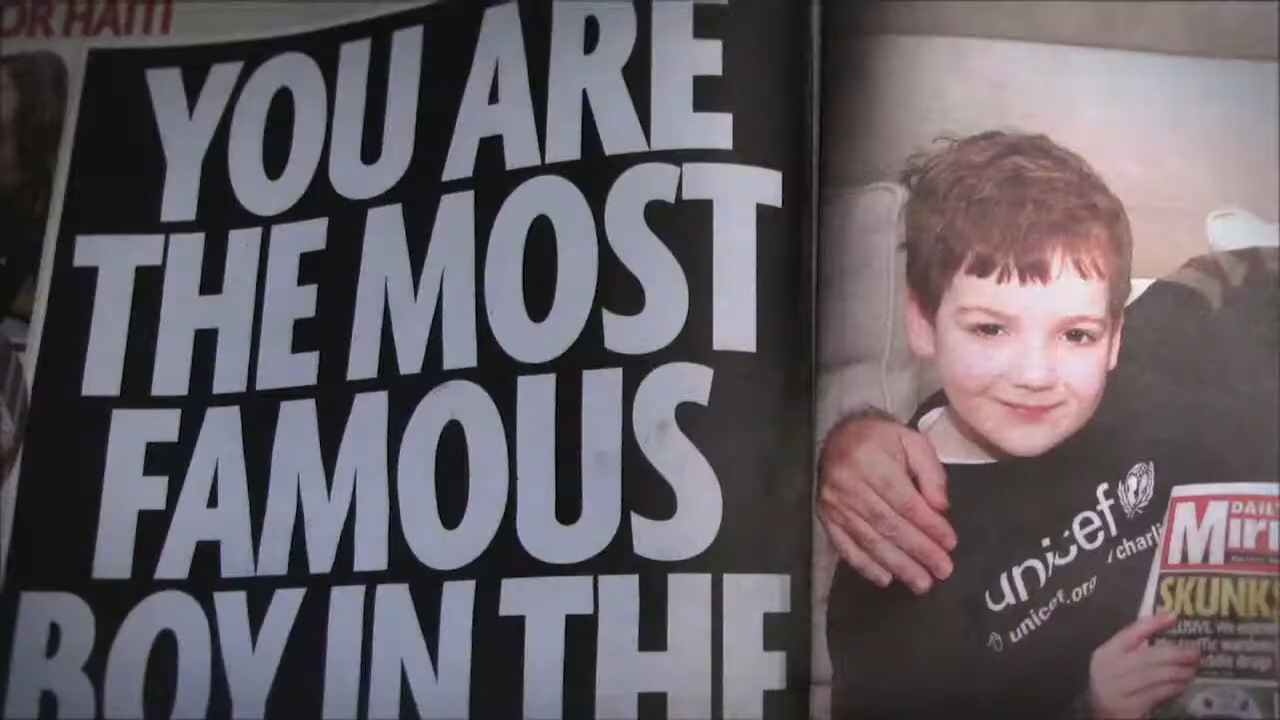 OR HAITI
YOU ARE
THE MOST
FAMOUS
BOY IN THE
unicef
unicef.org /charli
DAILY
Mirr
SKUNK